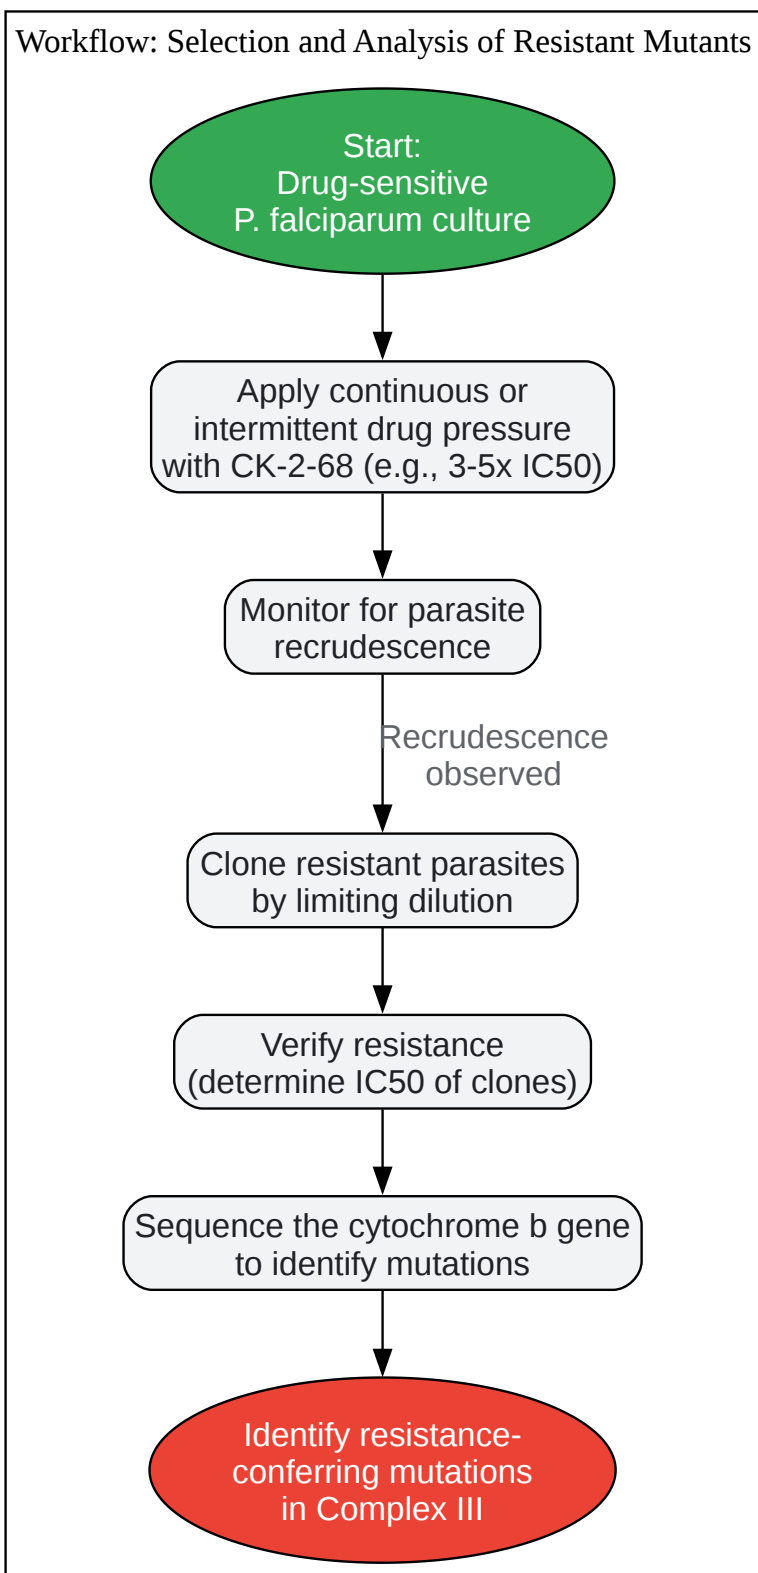 Workflow: Selection and Analysis of Resistant Mutants
Start:
Drug-sensitive
P. falciparum culture
Apply continuous or
intermittent drug pressure
with CK-2-68 (e.g., 3-5x IC50)
Monitor for parasite
recrudescence
Recrudescence
observed
Clone resistant parasites
by limiting dilution
Verify resistance
(determine IC50 of clones)
Sequence the cytochrome b gene
to identify mutations
Identify resistance-
conferring mutations
in Complex III